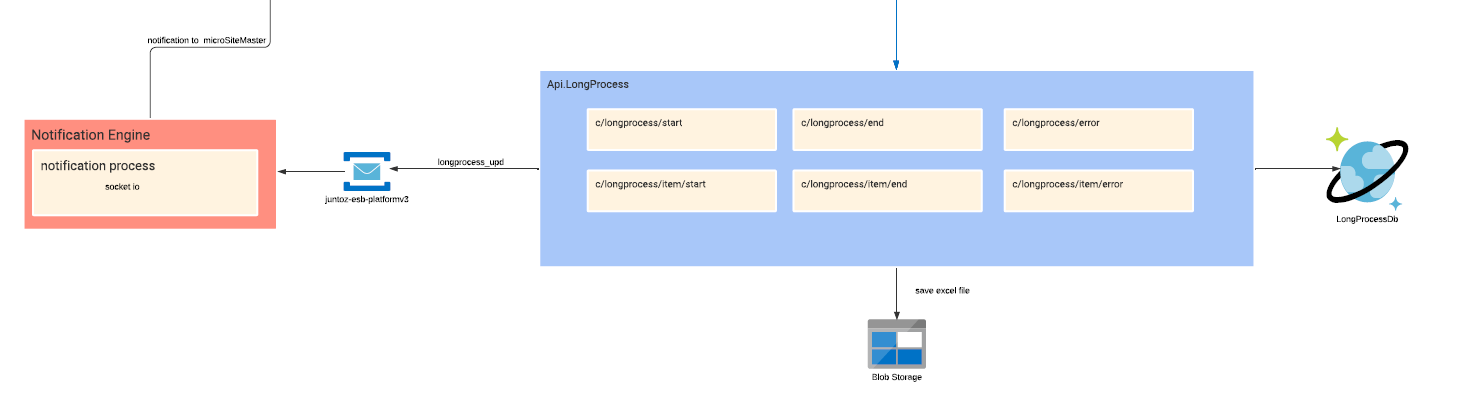 notification to microSiteMaster
Api.LongProcess
c/longprocess/start
c/longprocess/end
c/longprocess/error
c/longprocess/item/start
c/longprocess/item/end
c/longprocess/item/error
Notification Engine
notification process
socket io
juntoz-esb-platformv3
longprocess_upd
LongProcessDb
save excel file
Blob Storage